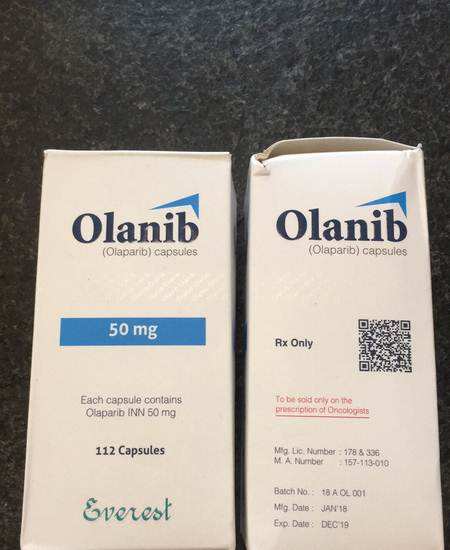 Olanib
(Olaparib) capsules
50 mg
Each capsule contains
Olaparib INN 50 mg
112 Capsules
Everest
Olanib
(Olaparib) capsules
Rx Only
To be sold only on the
prescription of Oncologists
Mfg. Lic. Number : 178 & 336
M. A. Number : 157-113-010
Batch No. : 18 A OL 001
Mfg. Date : JAN'18
Exp. Date : DEC'19